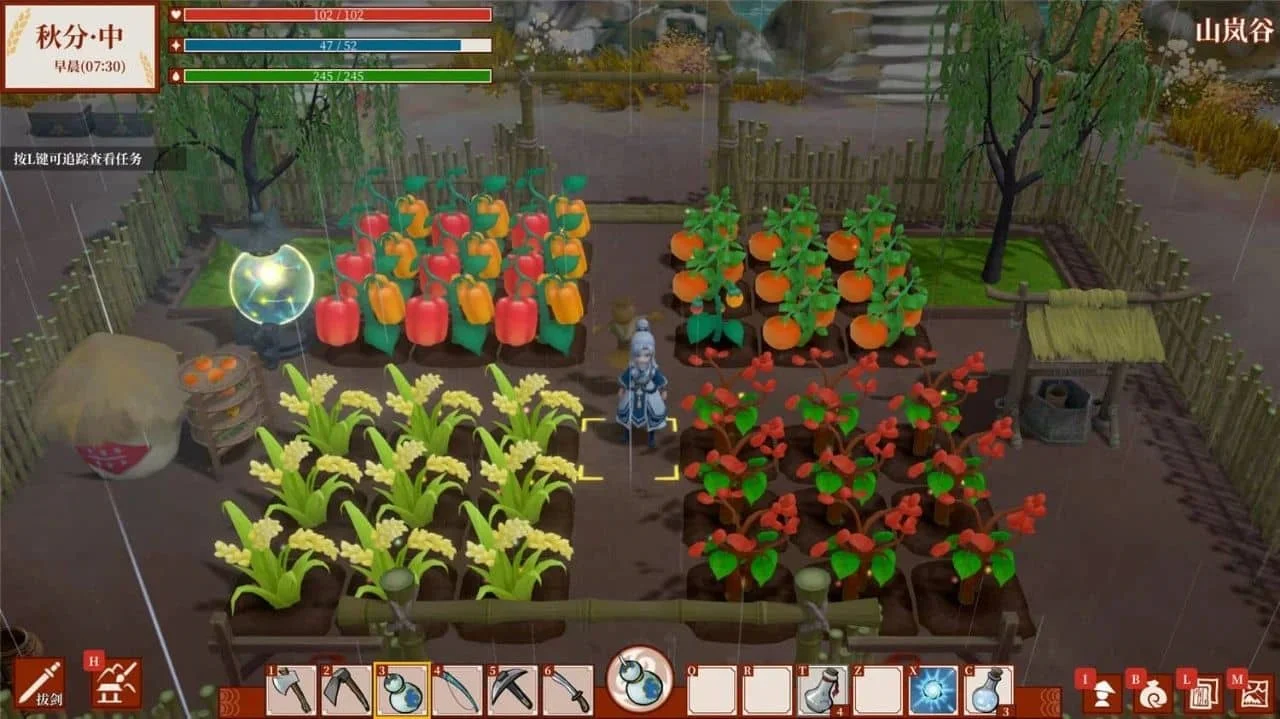 秋分·中
早晨(07:30)
102 / 102
47 / 52
245 / 245
山岚谷
按L键可追踪查看任务
拔剑
H
1
2
3
4
5
6
Q
R
T
4
Z
X
C
3
I
B
L
M